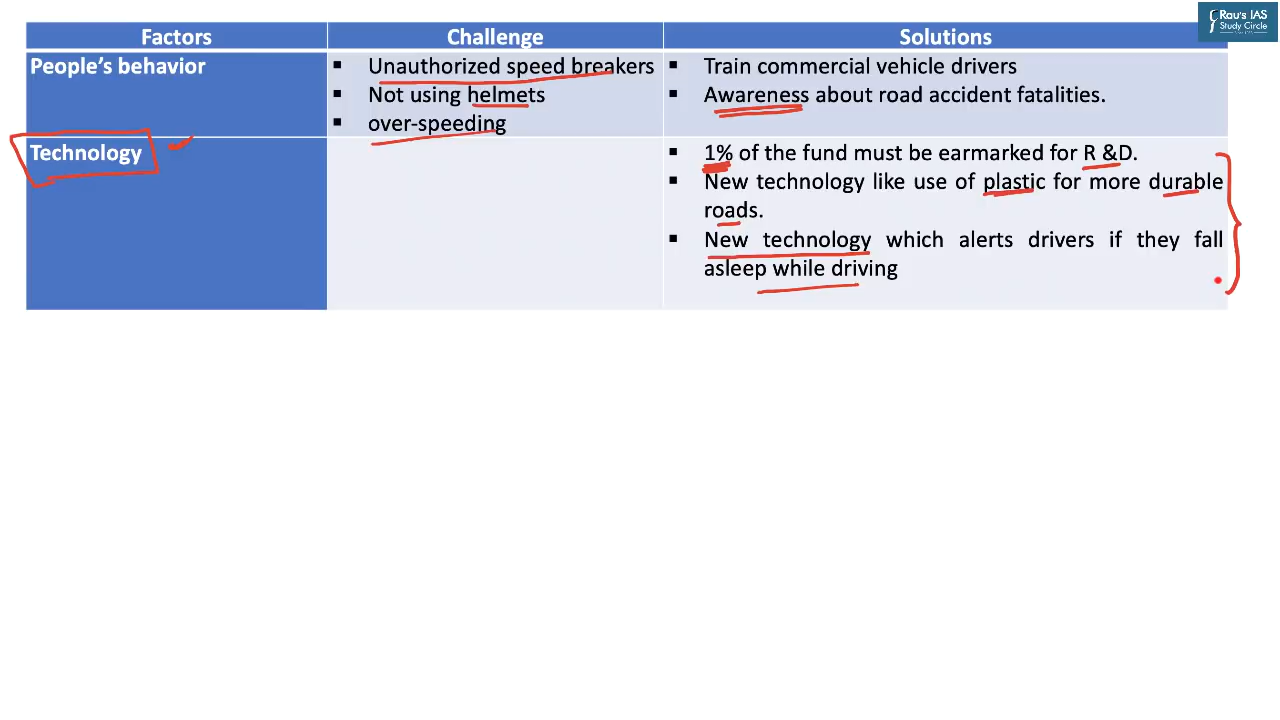 Rau's IAS
Study Circle
Factors
Challenge
Solutions
People's behavior
▪ Unauthorized speed breakers
▪ Not using helmets
▪ over-speeding
▪ Train commercial vehicle drivers
▪ Awareness about road accident fatalities.
Technology
▪ 1% of the fund must be earmarked for R &D.
▪ New technology like use of plastic for more durable
roads.
▪ New technology which alerts drivers if they fall
asleep while driving